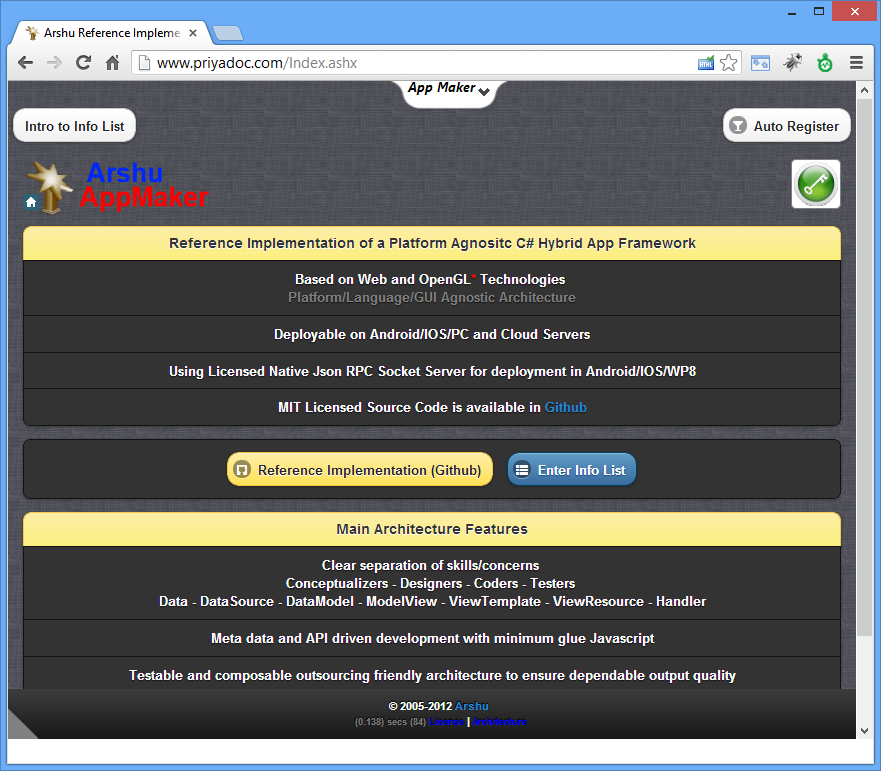 Arshu Reference Impleme
www.priyadoc.com/Index.ashx
HTML
App Maker
Intro to Info List
Auto Register
Arshu
AppMaker
Reference Implementation of a Platform Agnositc C# Hybrid App Framework
Based on Web and OpenGL* Technologies
Platform/Language/GUI Agnostic Architecture
Deployable on Android/IOS/PC and Cloud Servers
Using Licensed Native Json RPC Socket Server for deployment in Android/IOS/WP8
MIT Licensed Source Code is available in Github
Reference Implementation (Github)
Enter Info List
Main Architecture Features
Clear separation of skills/concerns
Conceptualizers - Designers - Coders - Testers
Data - DataSource - DataModel - ModelView - ViewTemplate - ViewResource - Handler
Meta data and API driven development with minimum glue Javascript
Testable and composable outsourcing friendly architecture to ensure dependable output quality
© 2005-2012 Arshu
(0.138) secs (84) License | Architecture